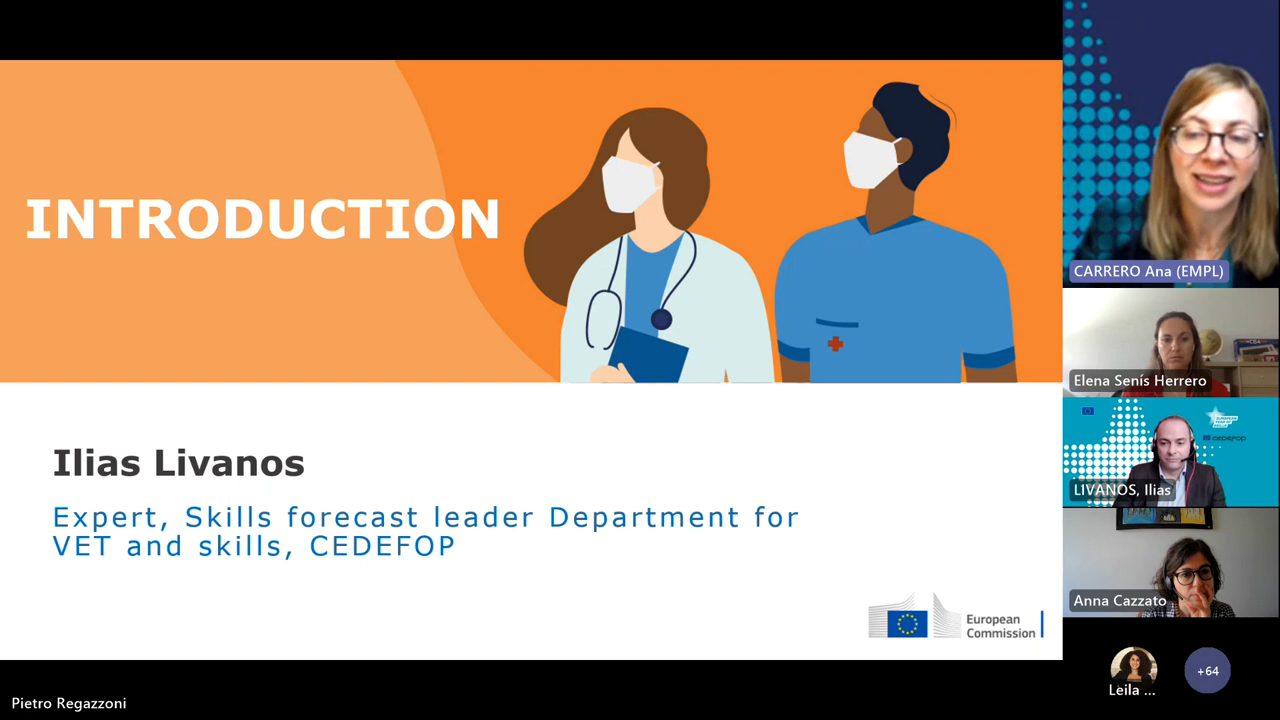 INTRODUCTION
Ilias Livanos
Expert, Skills forecast leader Department for
VET and skills, CEDEFOP
European
Commission
CARRERO Ana (EMPL)
Elena Senís Herrero
CEDEFOP
LIVANOS, Ilias
Anna Cazzato
Leila ...
+64
Pietro Regazzoni